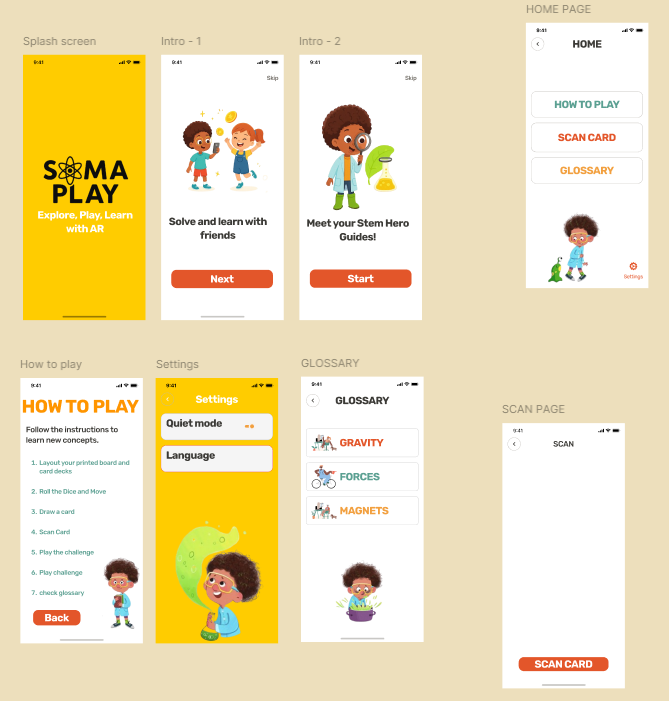 HOME PAGE
Splash screen
Intro - 1
Intro - 2
9:41
9:41
Skip
9:41
Skip
9:41
HOME
SOMA
PLAY
Explore, Play, Learn
with AR
Solve and learn with
friends
Next
Meet your Stem Hero
Guides!
Start
HOW TO PLAY
SCAN CARD
GLOSSARY
Settings
How to play
Settings
GLOSSARY
SCAN PAGE
9:41
HOW TO PLAY
Follow the instructions to
learn new concepts.
1. Layout your printed board and
card decks
2. Roll the Dice and Move
3. Draw a card
4. Scan Card
5. Play the challenge
6. Play challenge
7. check glossary
Back
9:41
Settings
Quiet mode
Language
9:41
GLOSSARY
GRAVITY
FORCES
MAGNETS
9:41
SCAN
SCAN CARD